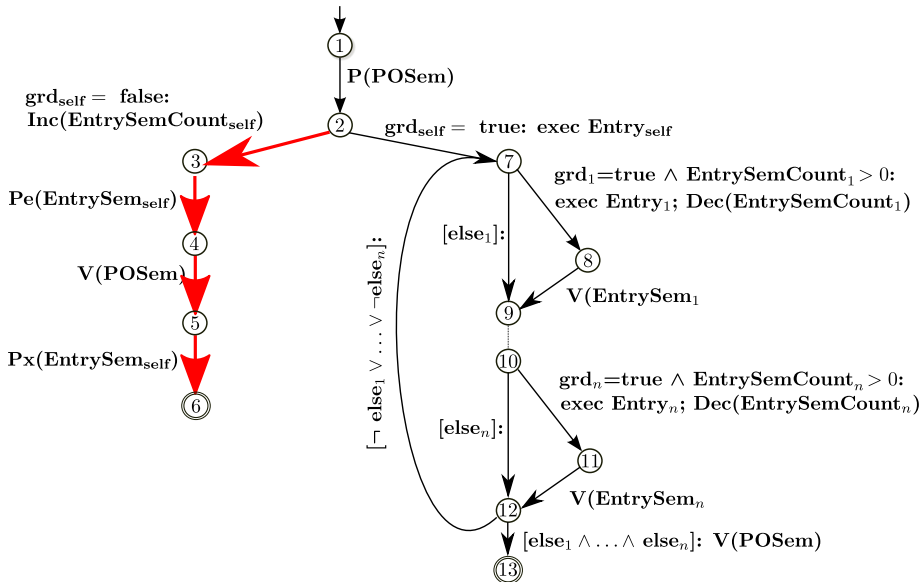 1
P(POSem)
grd_self = false:
Inc(EntrySemCount_self)
2
grd_self = true: exec Entry_self
3
7
Pe(EntrySem_self)
grd_1=true ∧ EntrySemCount_1 > 0:
exec Entry_1; Dec(EntrySemCount_1)
[else_1]:
4
8
V(POSem)
V(EntrySem_1
[¬ else_1 ∨ … ∨ ¬else_n]:
5
9
Px(EntrySem_self)
10
grd_n=true ∧ EntrySemCount_n > 0:
exec Entry_n; Dec(EntrySemCount_n)
6
[else_n]:
11
V(EntrySem_n
12
[else_1 ∧ … ∧ else_n]: V(POSem)
13